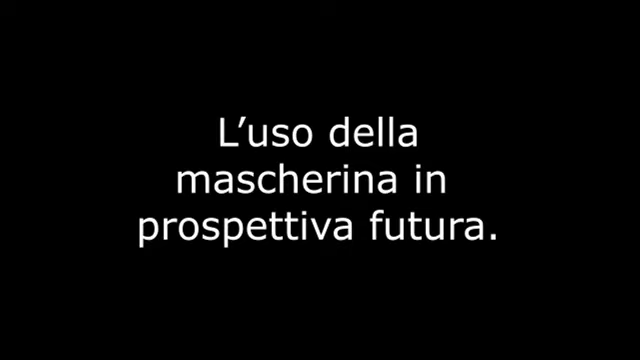 L’uso della
mascherina in
prospettiva futura.